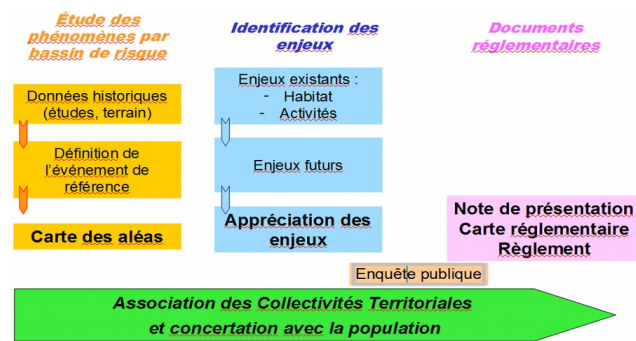 Étude des
phénomènes par
bassin de risque
Données historiques
(études, terrain)
Définition de
l'événement de
référence
Carte des aléas
Identification des
enjeux
Enjeux existants :
- Habitat
- Activités
Enjeux futurs
Appréciation des
enjeux
Documents
réglementaires
Note de présentation
Carte réglementaire
Règlement
Enquête publique
Association des Collectivités Territoriales
et concertation avec la population